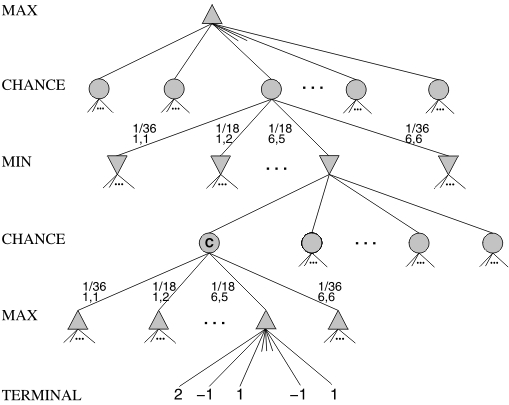 MAX
CHANCE ...
... ... ... ... ...
1/36 1/18 1/18 1/36
1,1 1,2 6,5 6,6
MIN ...
... ... ...
CHANCE C ...
... ... ...
1/36 1/18 1/18 1/36
1,1 1,2 6,5 6,6
MAX ...
... ... ...
TERMINAL 2 −1 1 −1 1